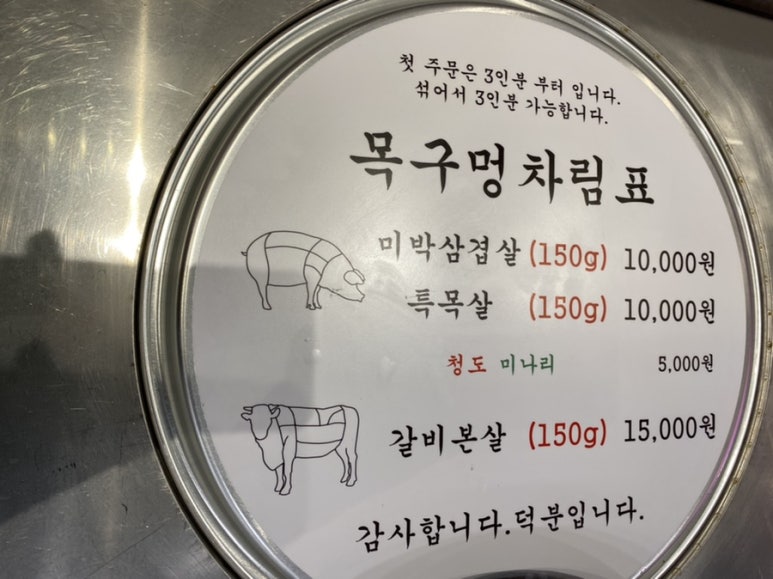 첫 주문은 3인분 부터 입니다.
섞어서 3인분 가능합니다.
목구멍차림표
미박삼겹살 (150g) 10,000원
특목살 (150g) 10,000원
청도 미나리 5,000원
갈비본살 (150g) 15,000원
감사합니다.덕분입니다.